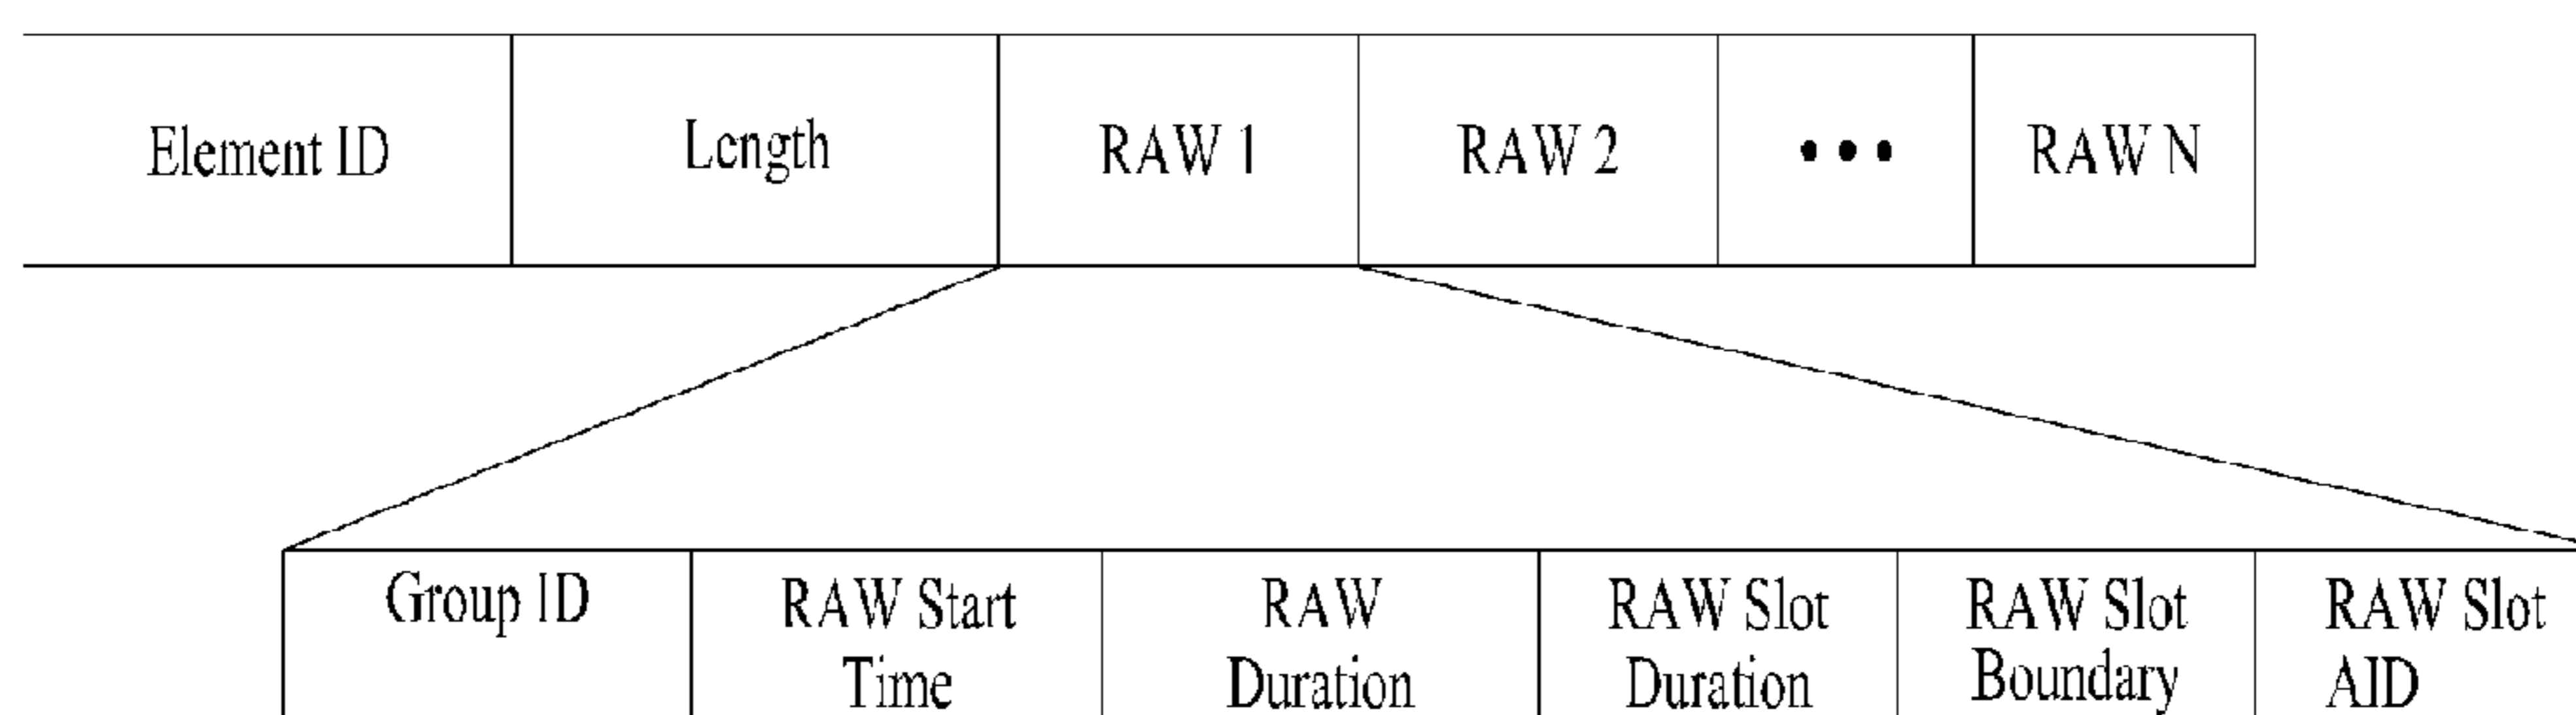 Element ID Length RAW 1 RAW 2 ••• RAW N
Group ID RAW Start RAW RAW Slot RAW Slot RAW Slot
Time Duration Duration Boundary AID